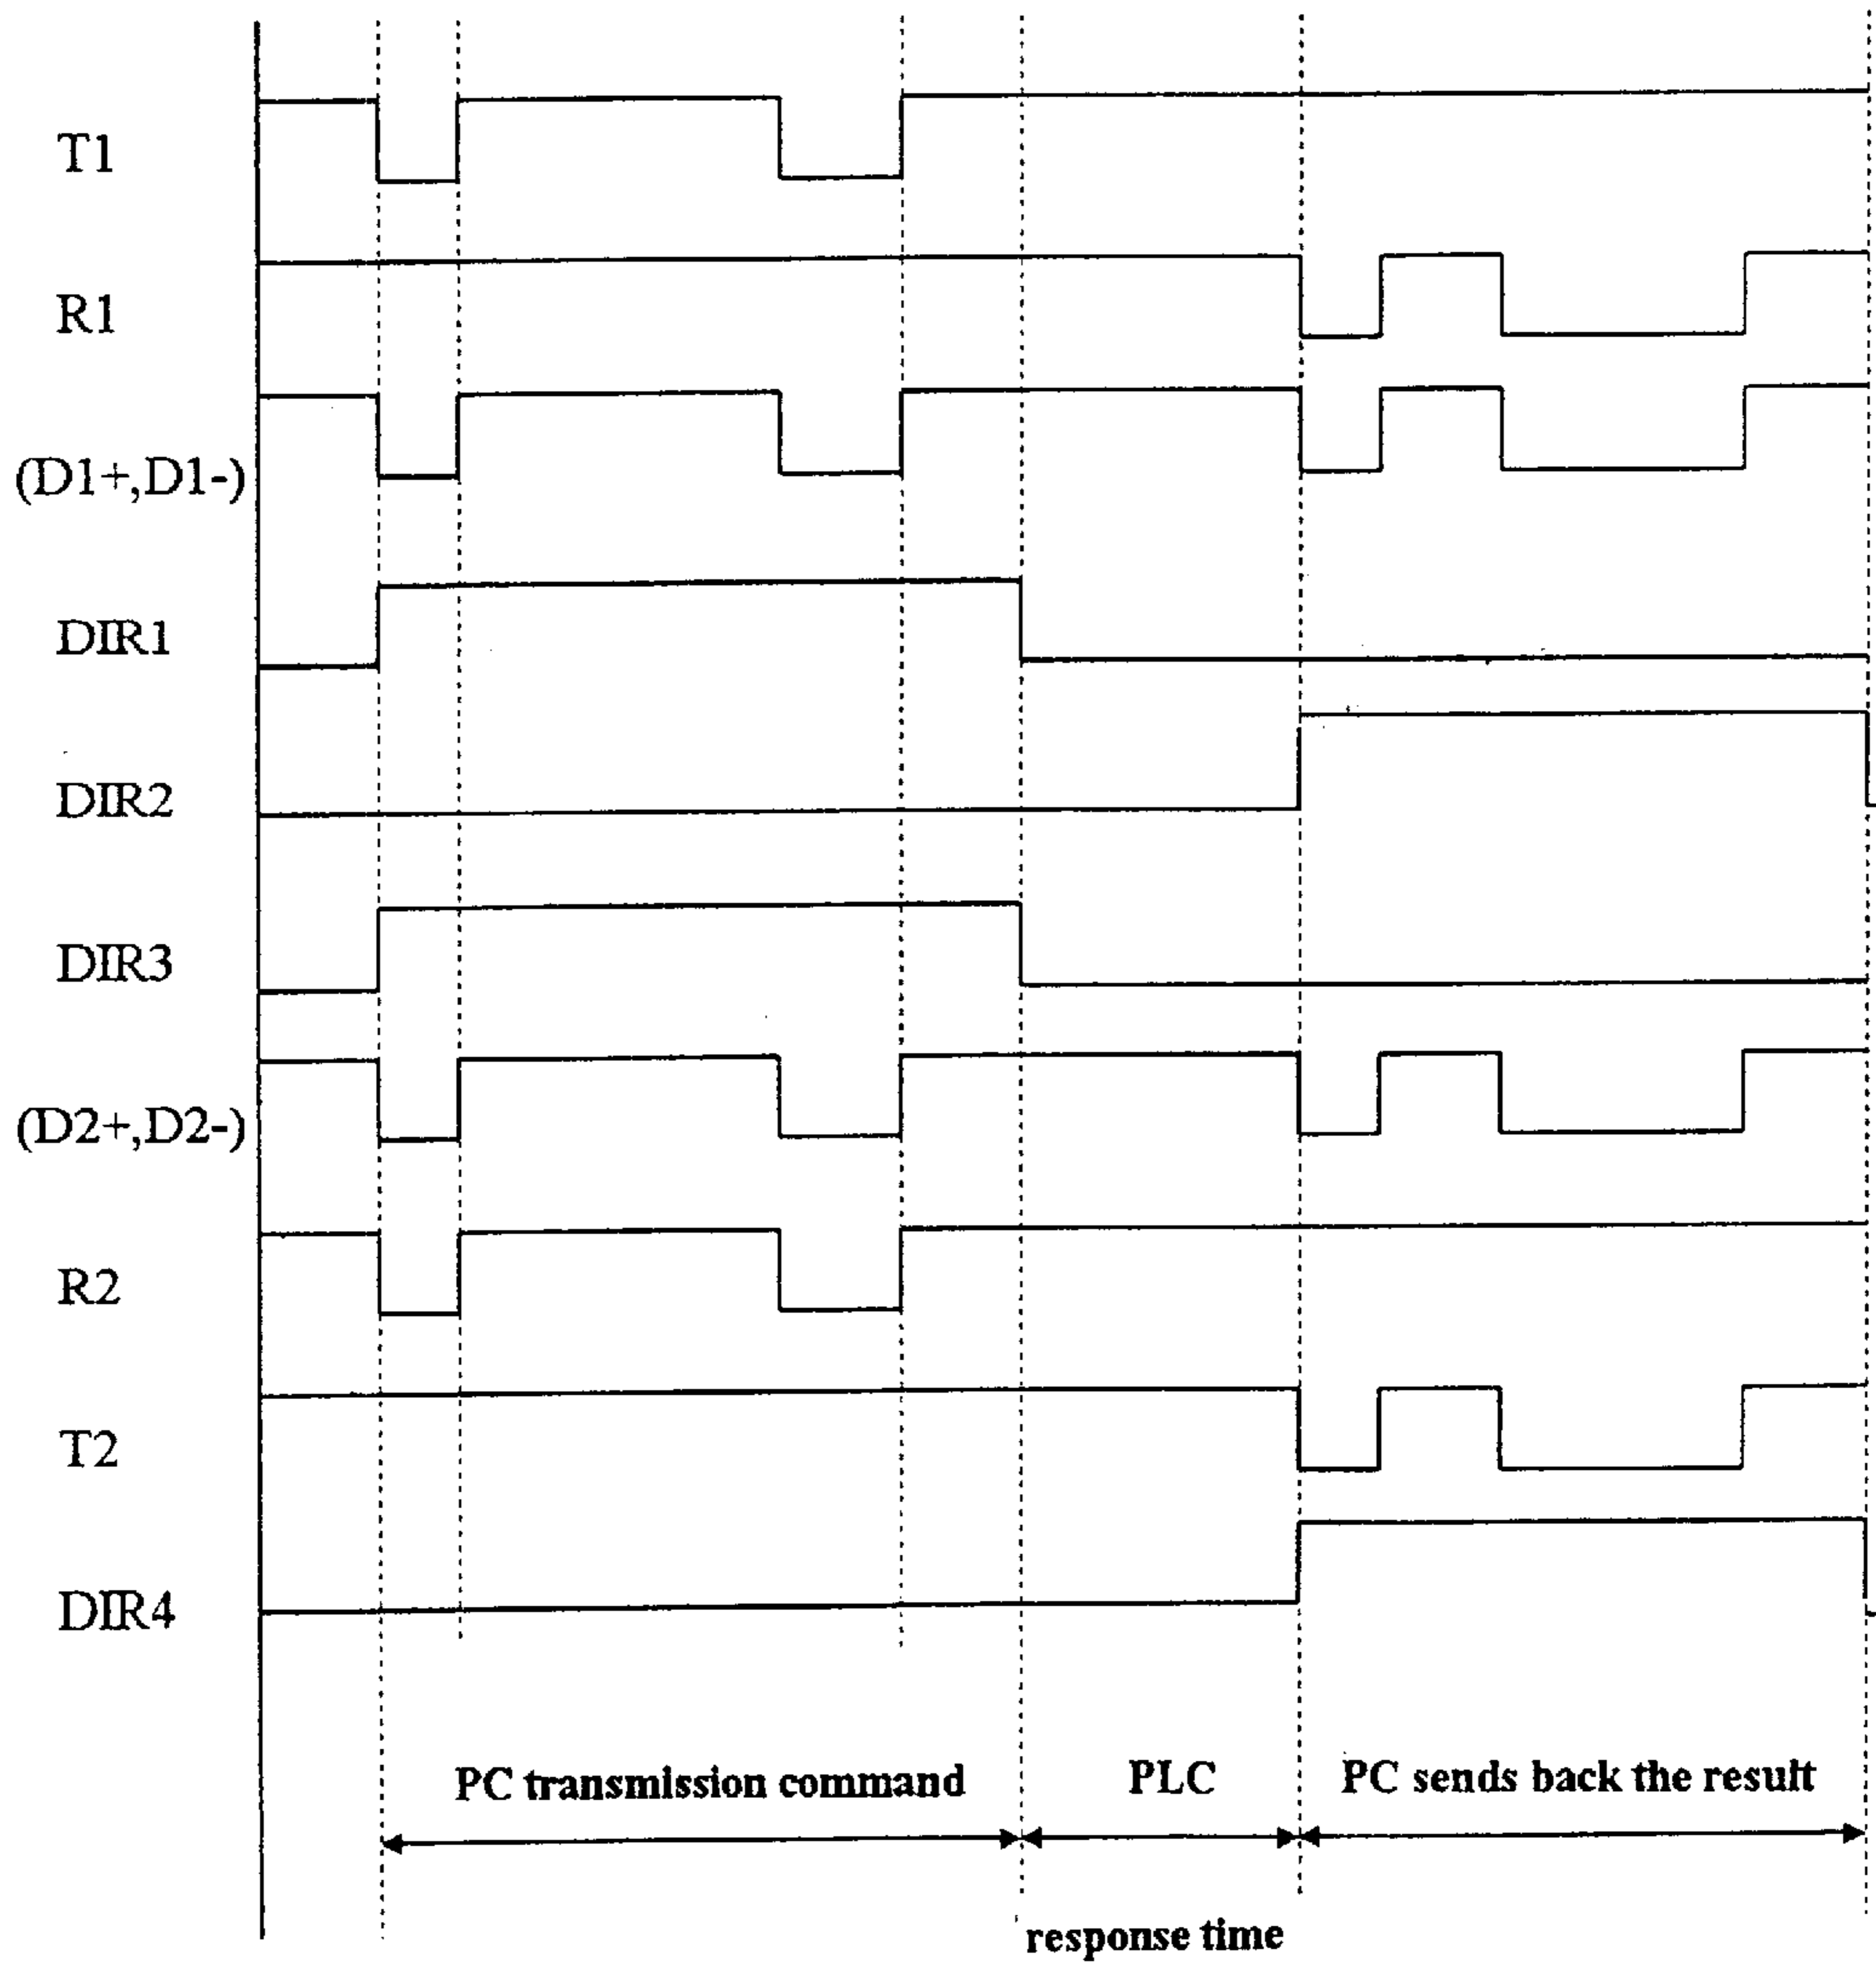 T1
R1
(D1+,D1-)
DIR1
DIR2
DIR3
(D2+,D2-)
R2
T2
DIR4
PC transmission command
PLC
PC sends back the result
response time